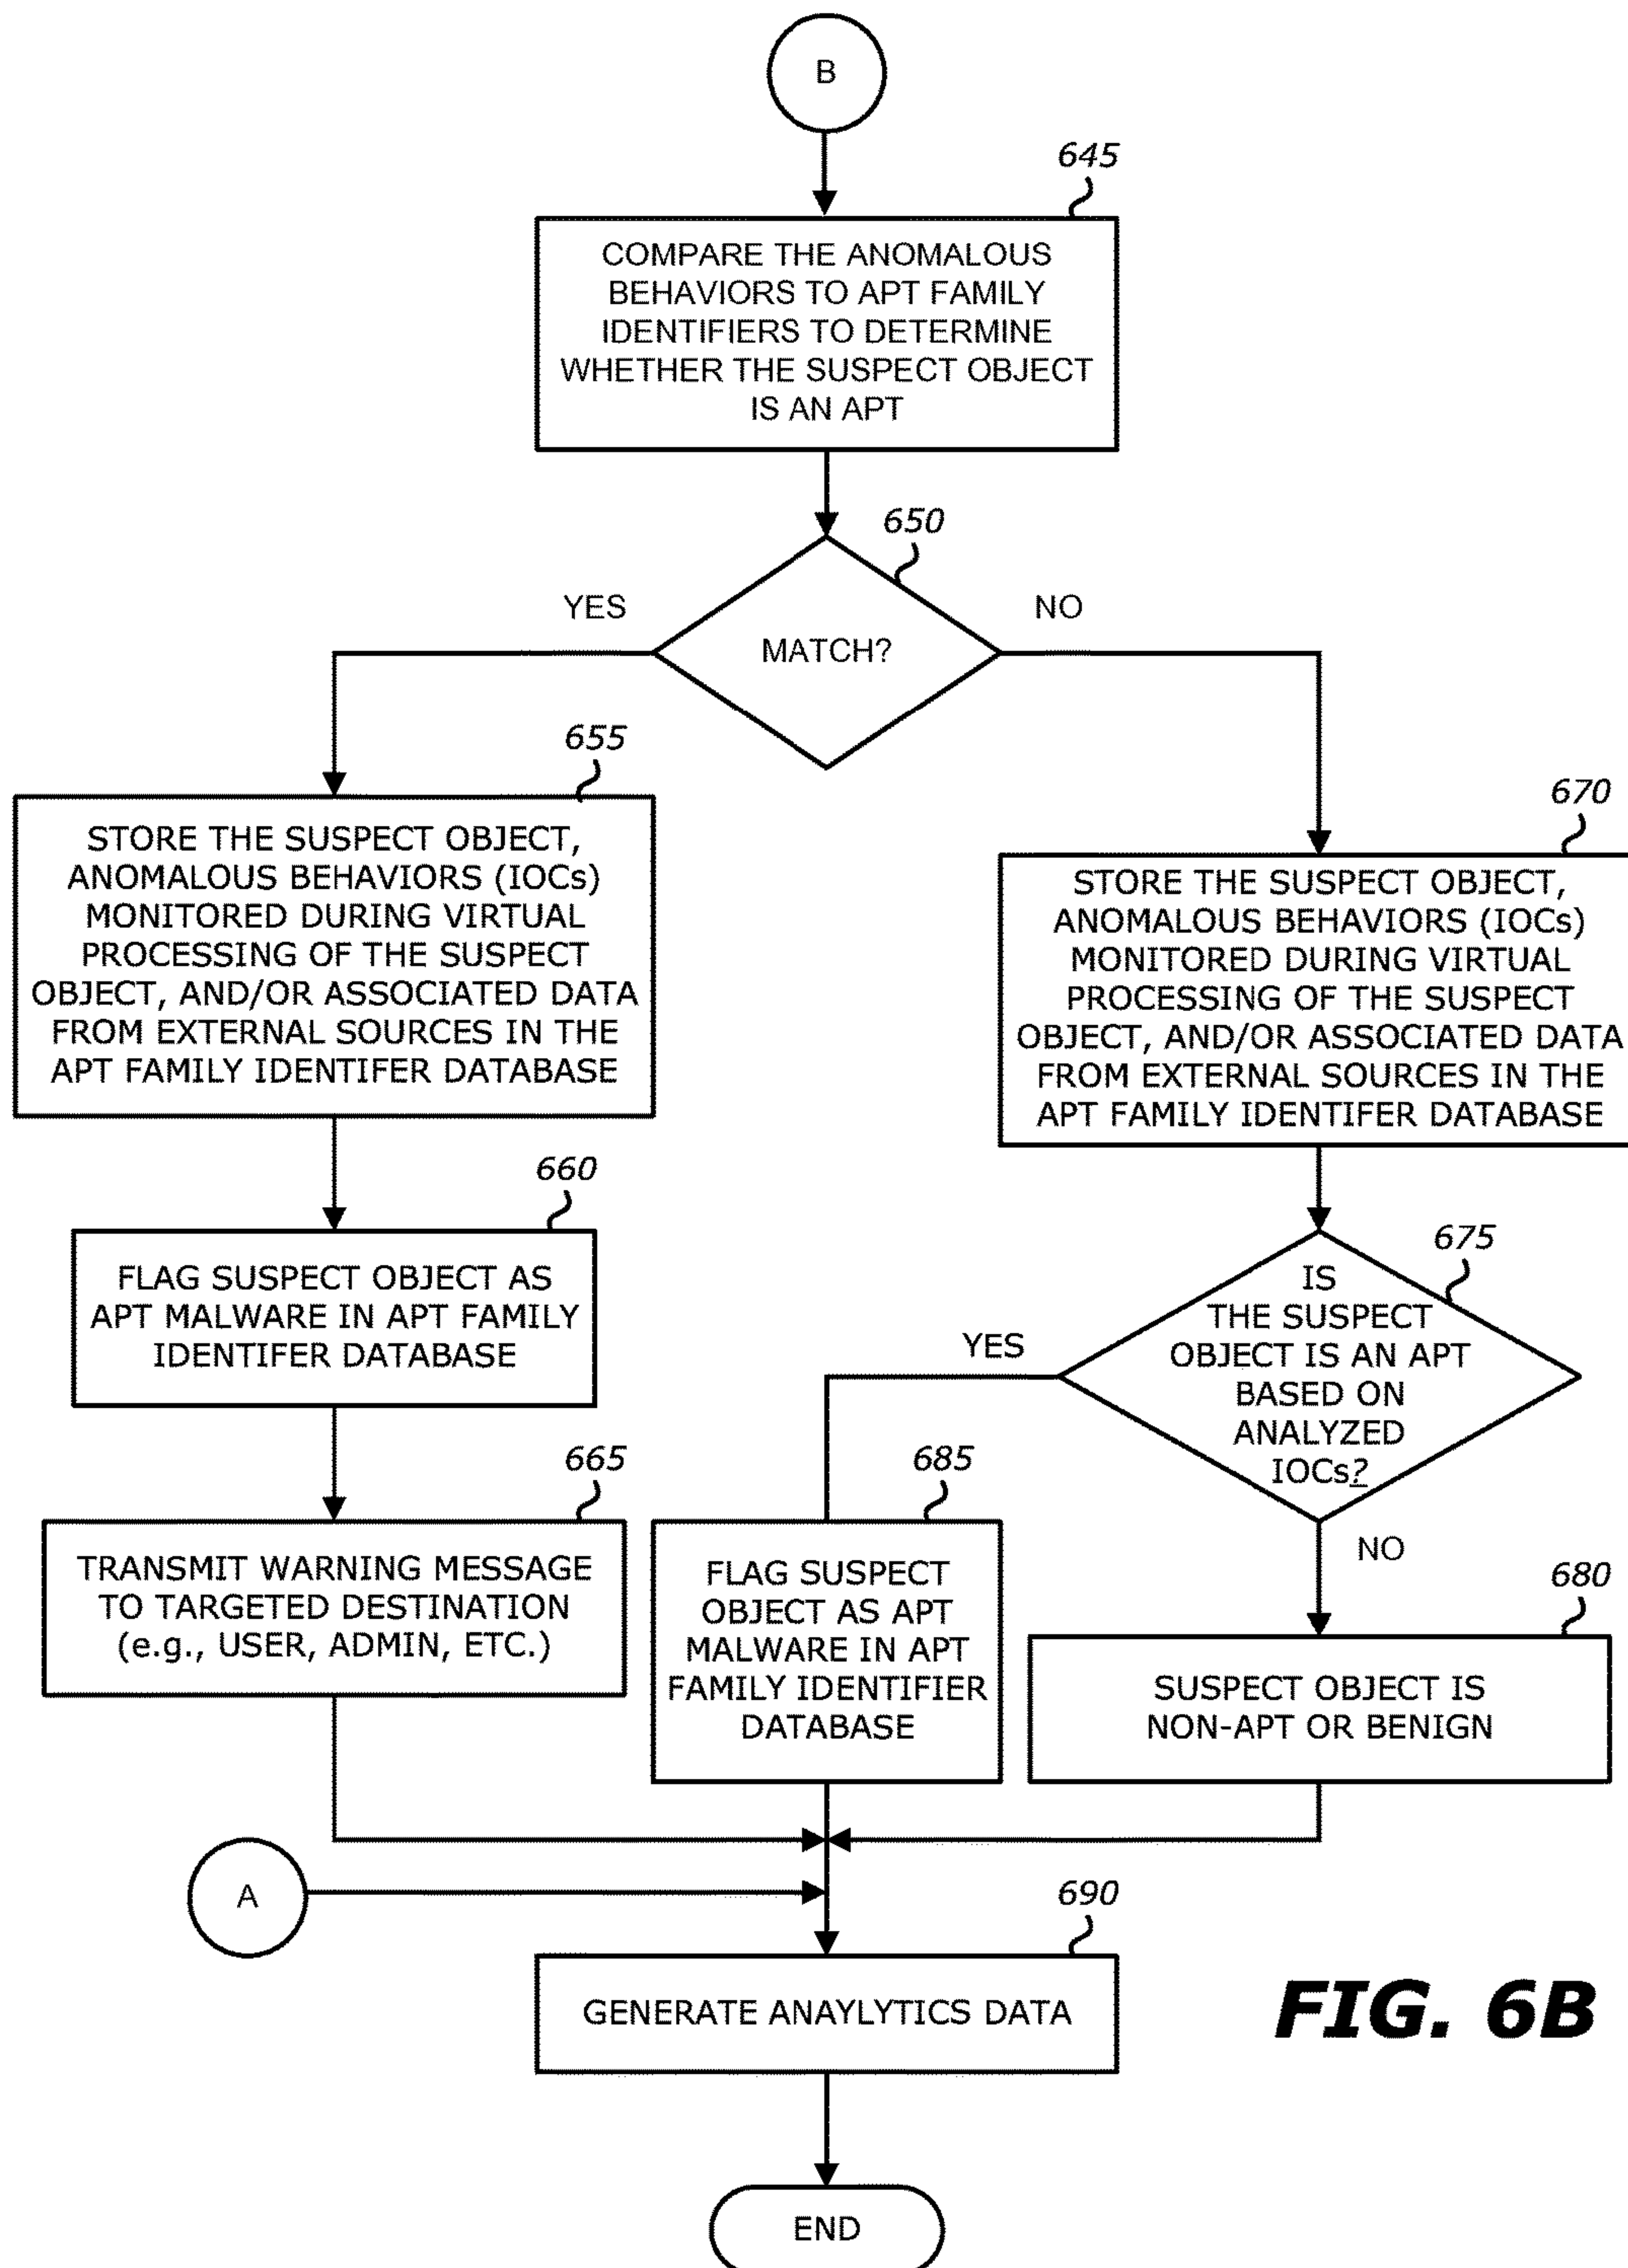 B
645
COMPARE THE ANOMALOUS
BEHAVIORS TO APT FAMILY
IDENTIFIERS TO DETERMINE
WHETHER THE SUSPECT OBJECT
IS AN APT
650
YES
NO
MATCH?
655
STORE THE SUSPECT OBJECT,
ANOMALOUS BEHAVIORS (IOCs)
MONITORED DURING VIRTUAL
PROCESSING OF THE SUSPECT
OBJECT, AND/OR ASSOCIATED DATA
FROM EXTERNAL SOURCES IN THE
APT FAMILY IDENTIFER DATABASE
670
STORE THE SUSPECT OBJECT,
ANOMALOUS BEHAVIORS (IOCs)
MONITORED DURING VIRTUAL
PROCESSING OF THE SUSPECT
OBJECT, AND/OR ASSOCIATED DATA
FROM EXTERNAL SOURCES IN THE
APT FAMILY IDENTIFER DATABASE
660
FLAG SUSPECT OBJECT AS
APT MALWARE IN APT FAMILY
IDENTIFER DATABASE
675
IS
THE SUSPECT
OBJECT IS AN APT
BASED ON
ANALYZED
IOCs?
YES
NO
665
TRANSMIT WARNING MESSAGE
TO TARGETED DESTINATION
(e.g., USER, ADMIN, ETC.)
685
FLAG SUSPECT
OBJECT AS APT
MALWARE IN APT
FAMILY IDENTIFIER
DATABASE
680
SUSPECT OBJECT IS
NON-APT OR BENIGN
A
690
GENERATE ANAYLYTICS DATA
FIG. 6B
END